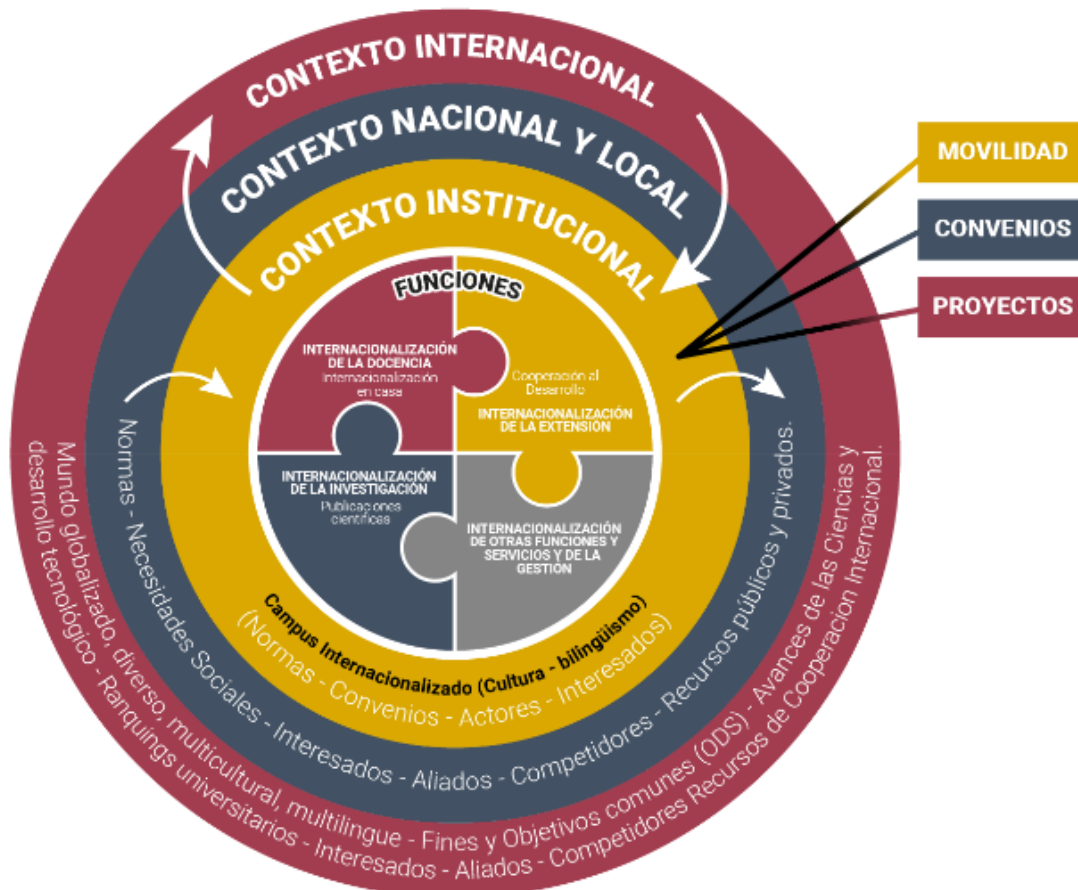 CONTEXTO INTERNACIONAL
CONTEXTO NACIONAL Y LOCAL
CONTEXTO INSTITUCIONAL
FUNCIONES
INTERNACIONALIZACIÓN
DE LA DOCENCIA
Internacionalización
en casa
Cooperación al
Desarrollo
INTERNACIONALIZACIÓN
DE LA EXTENSIÓN
INTERNACIONALIZACIÓN
DE LA INVESTIGACIÓN
Publicaciones
científicas
INTERNACIONALIZACIÓN
DE OTRAS FUNCIONES Y
SERVICIOS Y DE LA
GESTIÓN
Campus Internacionalizado (Cultura - bilingüismo)
(Normas - Convenios - Actores - Interesados)
Normas - Necesidades Sociales - Interesados - Aliados - Competidores - Recursos públicos y privados.
Mundo globalizado, diverso, multicultural, multilingue - Fines y Objetivos comunes (ODS) - Avances de las Ciencias y
desarrollo tecnológico - Ranquings universitarios - Interesados - Aliados - Competidores Recursos de Cooperacion Internacional.
MOVILIDAD
CONVENIOS
PROYECTOS